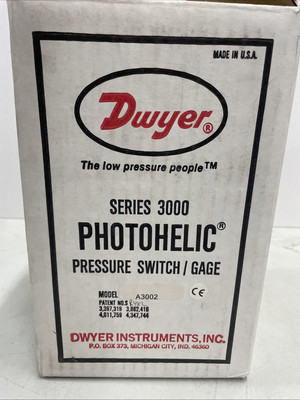 MADE IN U.S.A.
Dwyer®
The low pressure people™
SERIES 3000
PHOTOHELIC®
PRESSURE SWITCH/GAGE
MODEL A3002 CE
PATENT NO.S
3,397,319 3,862,416
4,011,759 4,347,744
DWYER INSTRUMENTS, INC.
P.O. BOX 373, MICHIGAN CITY, IND. 46360